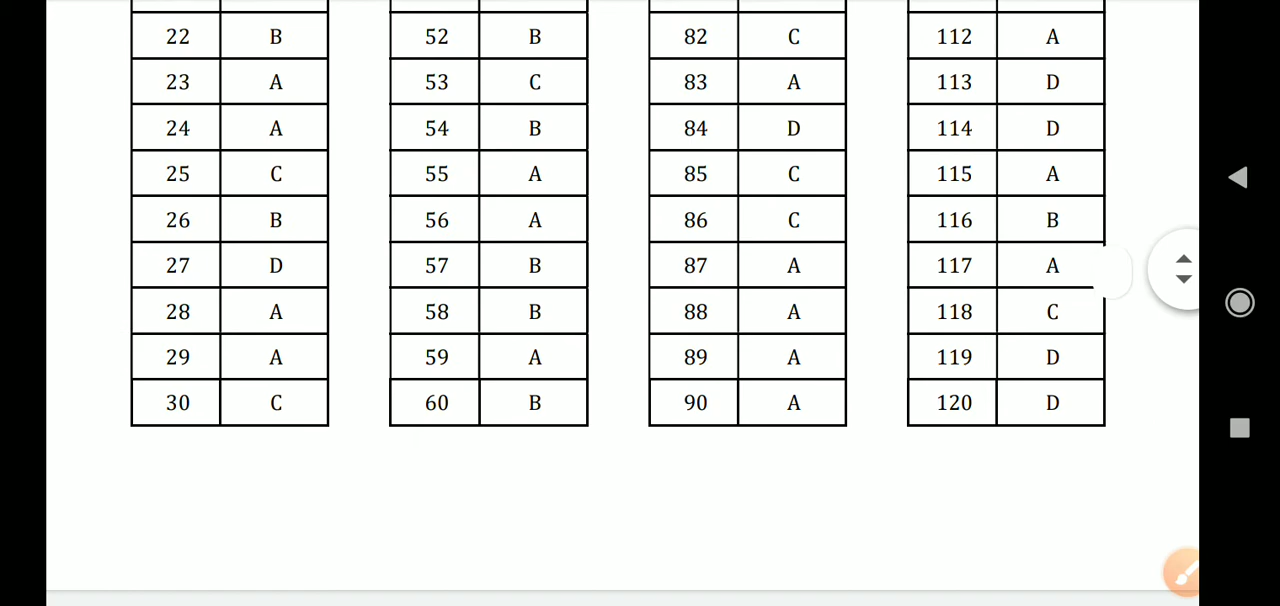 22 B 52 B 82 C 112 A
23 A 53 C 83 A 113 D
24 A 54 B 84 D 114 D
25 C 55 A 85 C 115 A
26 B 56 A 86 C 116 B
27 D 57 B 87 A 117 A
28 A 58 B 88 A 118 C
29 A 59 A 89 A 119 D
30 C 60 B 90 A 120 D